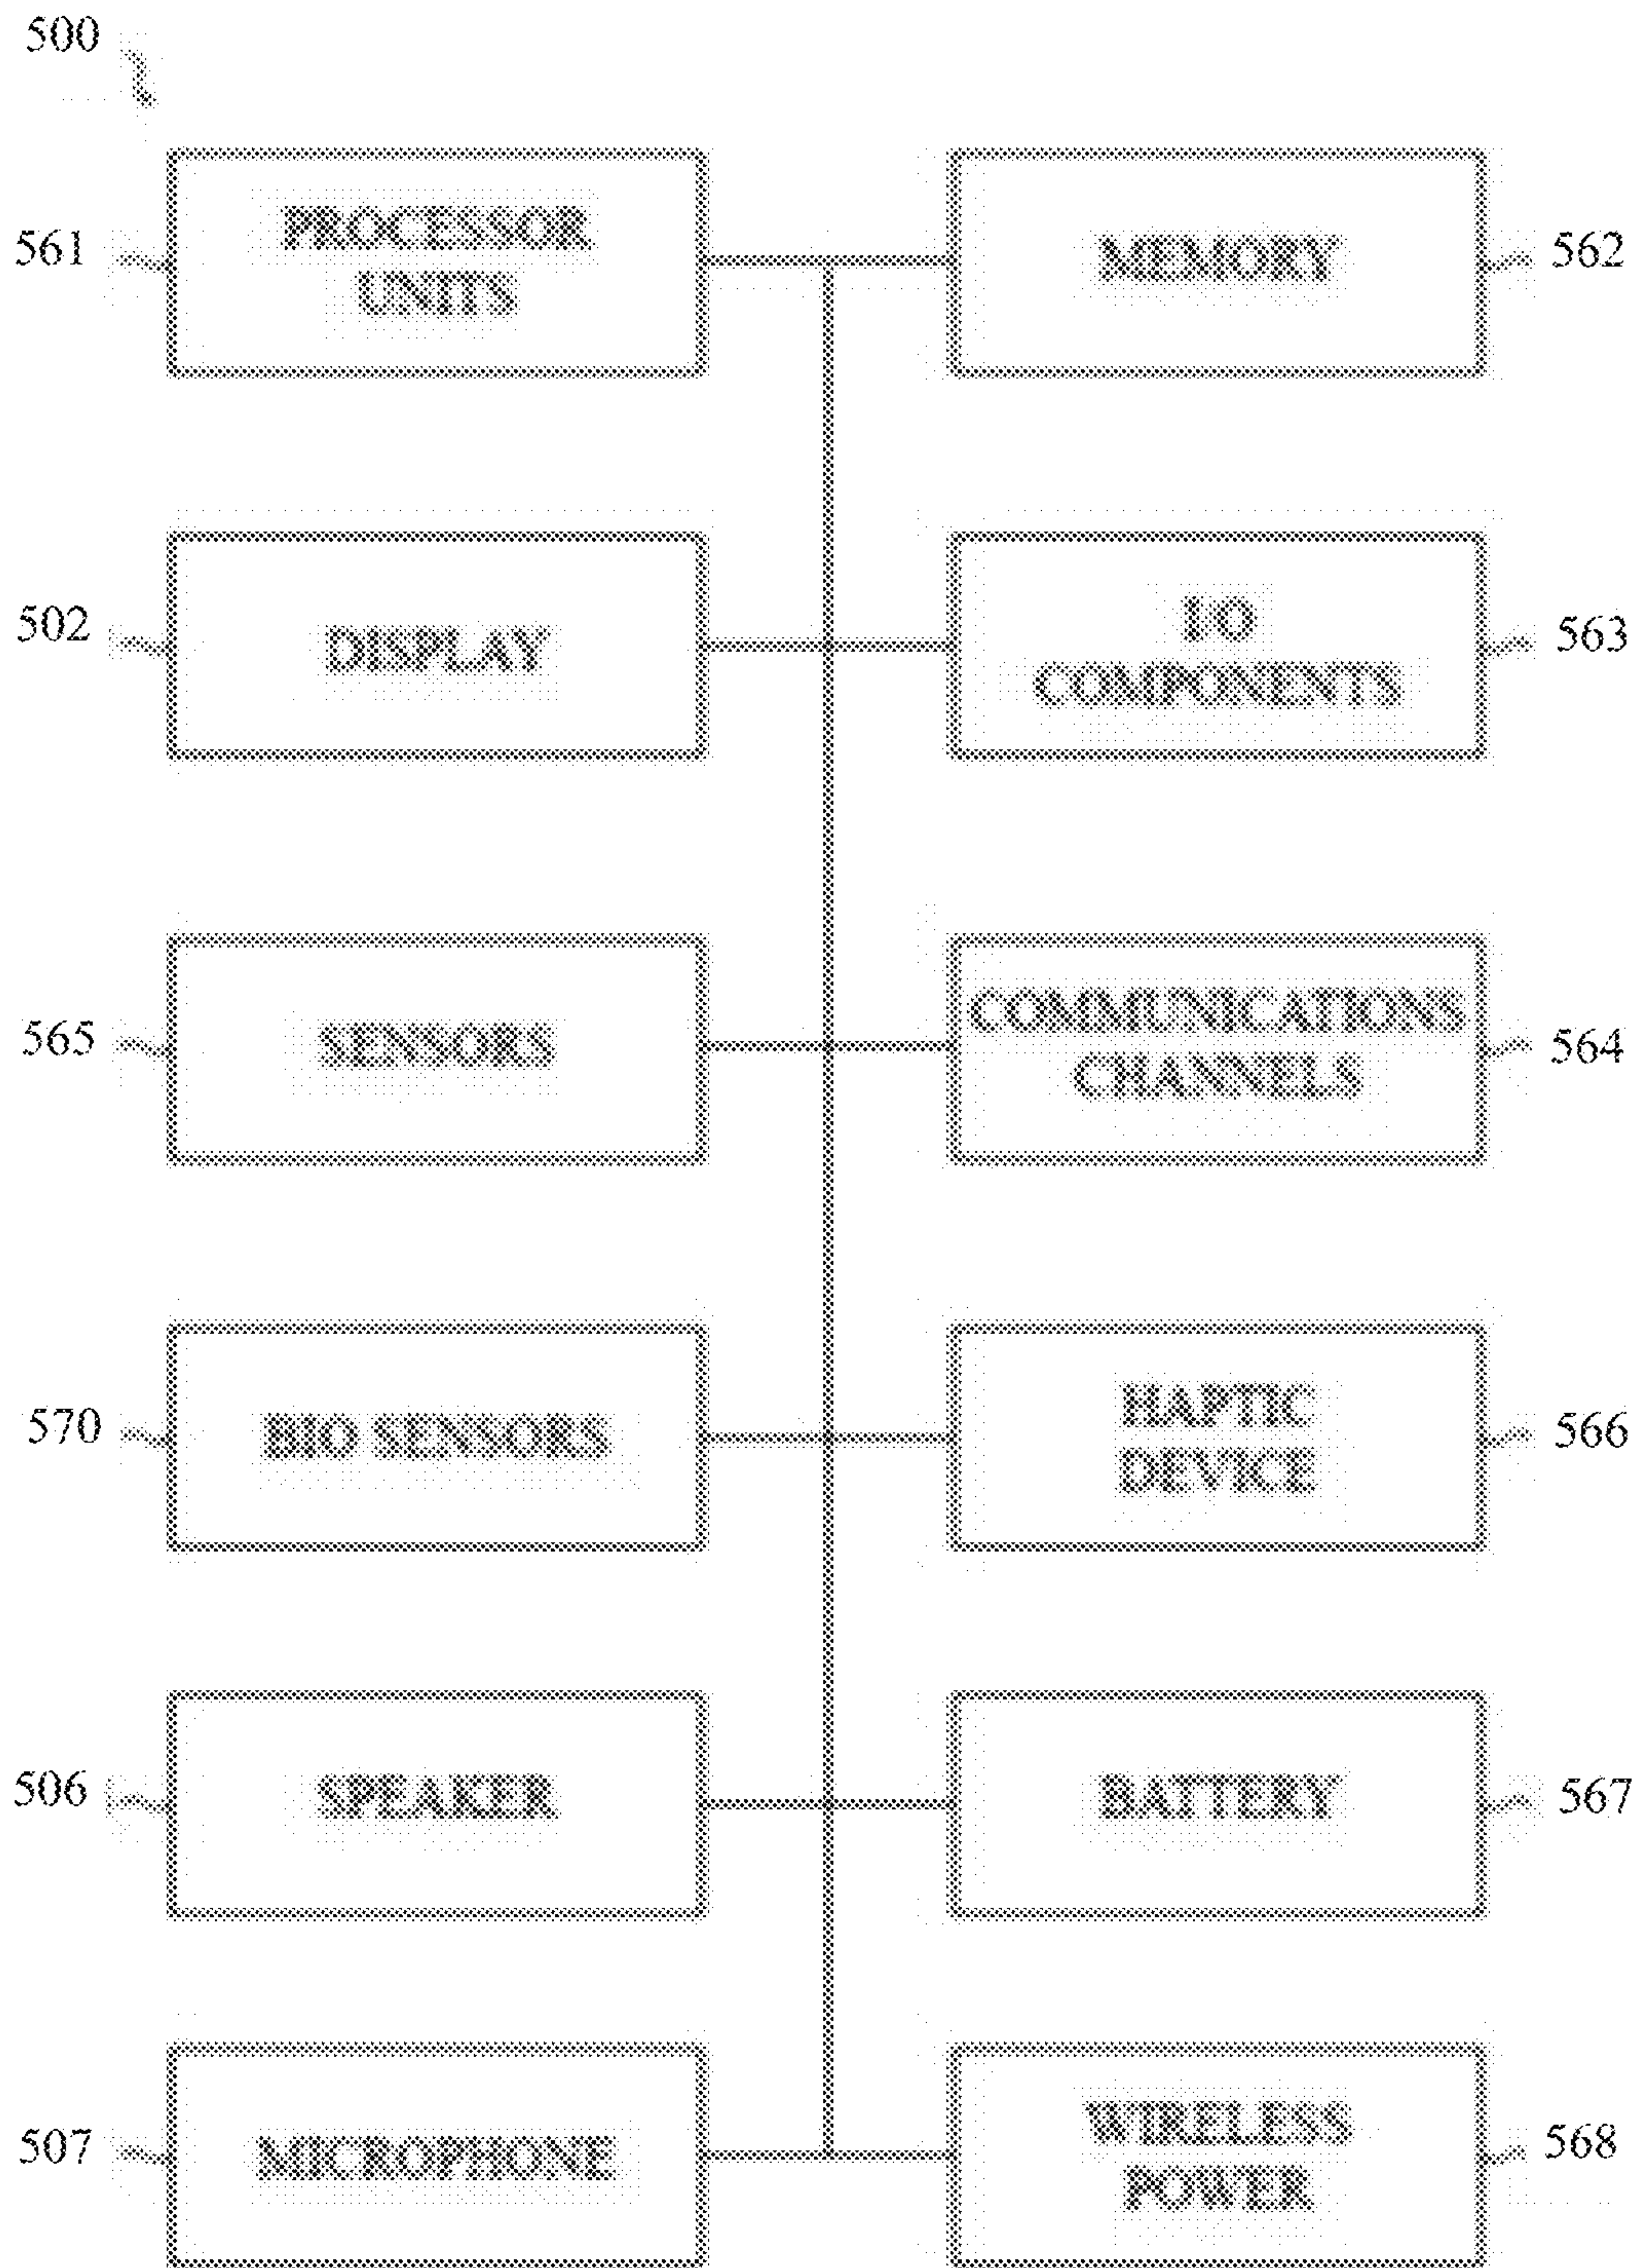 500
561
PROCESSOR
UNITS
MEMORY
562
502
DISPLAY
I/O
COMPONENTS
563
565
SENSORS
COMMUNICATIONS
CHANNELS
564
570
BIO SENSORS
HAPTIC
DEVICE
566
506
SPEAKER
BATTERY
567
507
MICROPHONE
WIRELESS
POWER
568